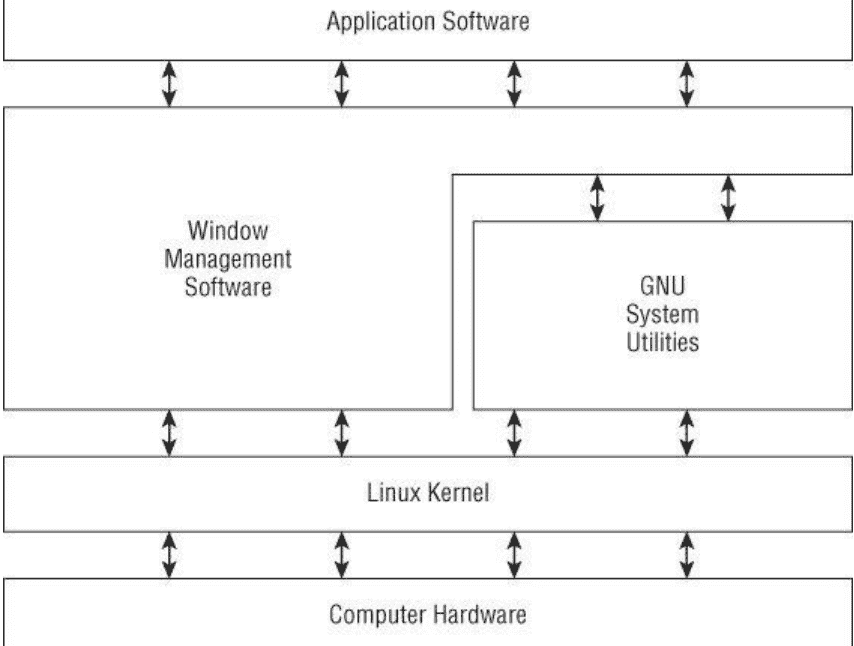 Application Software
Window
Management
Software
GNU
System
Utilities
Linux Kernel
Computer Hardware